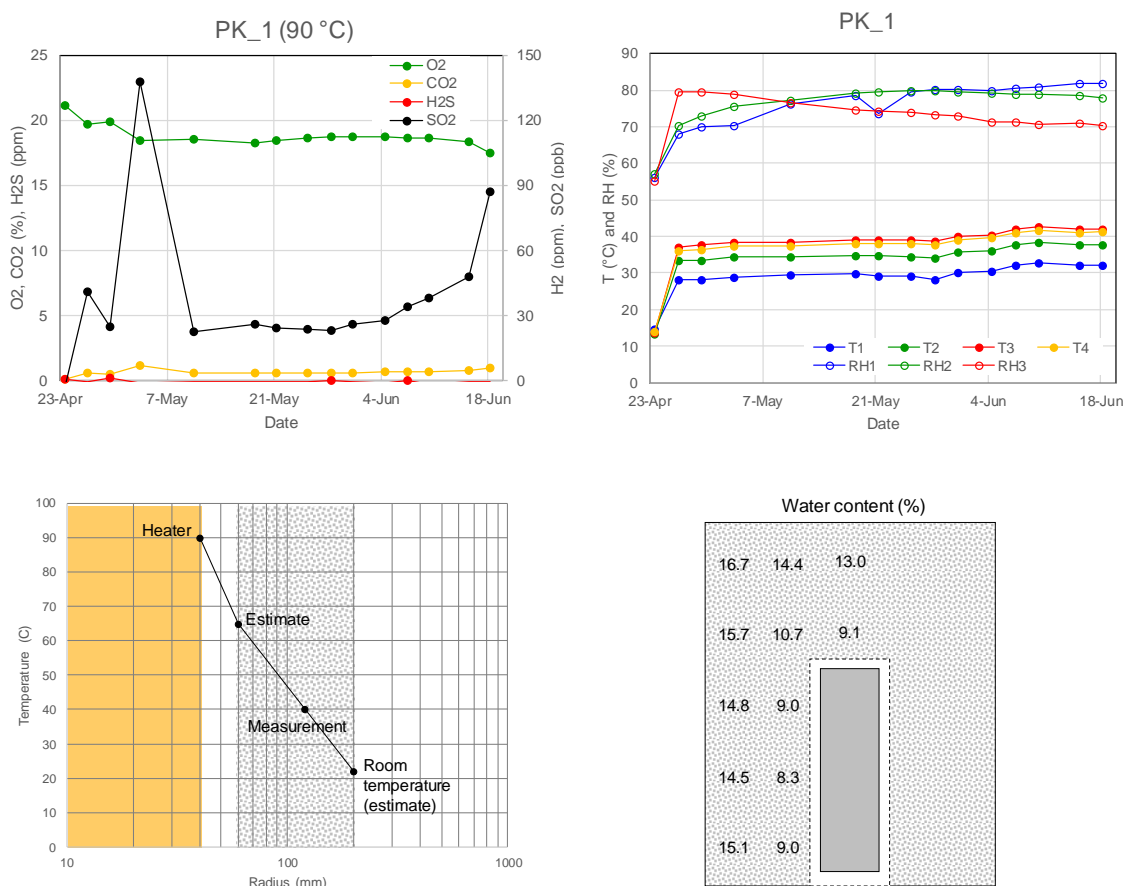 PK_1 (90 °C)
25
20
15
10
5
0
O2, CO2 (%), H2S (ppm)
150
120
90
60
30
0
H2 (ppm), SO2 (ppb)
O2
CO2
H2S
SO2
23-Apr 7-May 21-May 4-Jun 18-Jun
Date
PK_1
90
80
70
60
50
40
30
20
10
0
T (°C) and RH (%)
T1 T2 T3 T4
RH1 RH2 RH3
23-Apr 7-May 21-May 4-Jun 18-Jun
Date
100
90
80
70
60
50
40
30
20
10
0
Temperature (C)
Heater
Estimate
Measurement
Room
temperature
(estimate)
10 100 1000
Radius (mm)
Water content (%)
16.7 14.4 13.0
15.7 10.7 9.1
14.8 9.0
14.5 8.3
15.1 9.0